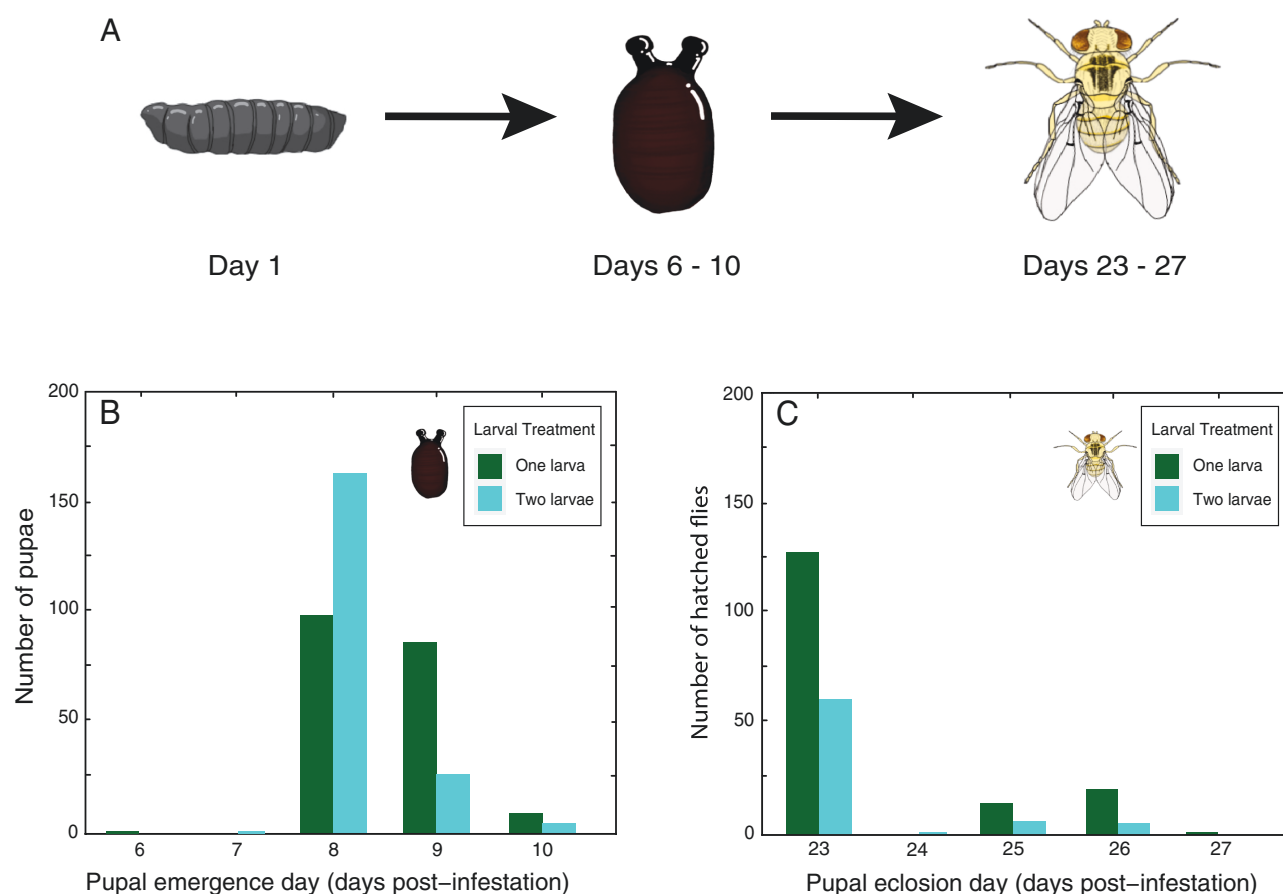 A
Day 1
Days 6 - 10
Days 23 - 27
B
Larval Treatment
One larva
Two larvae
Number of pupae
200
150
100
50
0
6 7 8 9 10
Pupal emergence day (days post–infestation)
C
Larval Treatment
One larva
Two larvae
Number of hatched flies
200
150
100
50
0
23 24 25 26 27
Pupal eclosion day (days post–infestation)